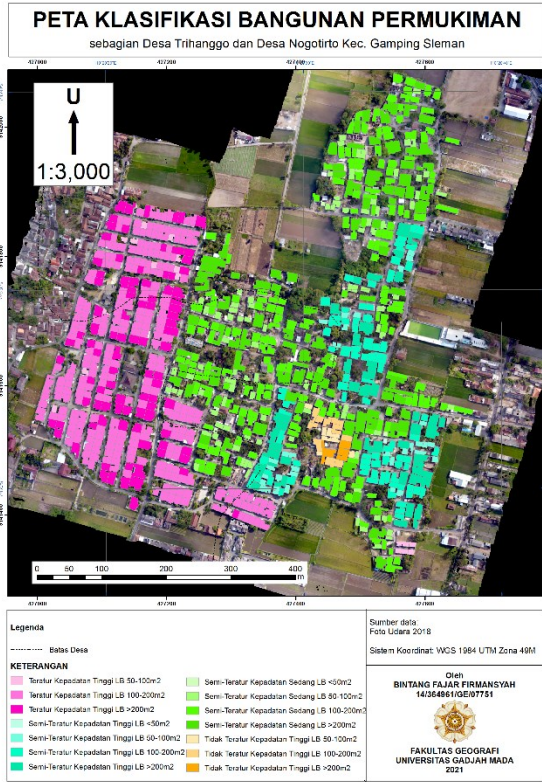 PETA KLASIFIKASI BANGUNAN PERMUKIMAN
sebagian Desa Trihanggo dan Desa Nogotirto Kec. Gamping Sleman
U
1:3,000
0 50 100 200 300 400
m
Legenda
Batas Desa
KETERANGAN
Teratur Kepadatan Tinggi LB 50-100m2
Teratur Kepadatan Tinggi LB 100-200m2
Teratur Kepadatan Tinggi LB >200m2
Semi-Teratur Kepadatan Tinggi LB <50m2
Semi-Teratur Kepadatan Tinggi LB 50-100m2
Semi-Teratur Kepadatan Tinggi LB 100-200m2
Semi-Teratur Kepadatan Tinggi LB >200m2
Semi-Teratur Kepadatan Sedang LB <50m2
Semi-Teratur Kepadatan Sedang LB 50-100m2
Semi-Teratur Kepadatan Sedang LB 100-200m2
Semi-Teratur Kepadatan Sedang LB >200m2
Tidak Teratur Kepadatan Tinggi LB 50-100m2
Tidak Teratur Kepadatan Tinggi LB 100-200m2
Tidak Teratur Kepadatan Tinggi LB >200m2
Sumber data:
Foto Udara 2018
Sistem Koordinat: WGS 1984 UTM Zona 49M
Oleh
BINTANG FAJAR FIRMANSYAH
14/364961/GE/07751
FAKULTAS GEOGRAFI
UNIVERSITAS GADJAH MADA
2021